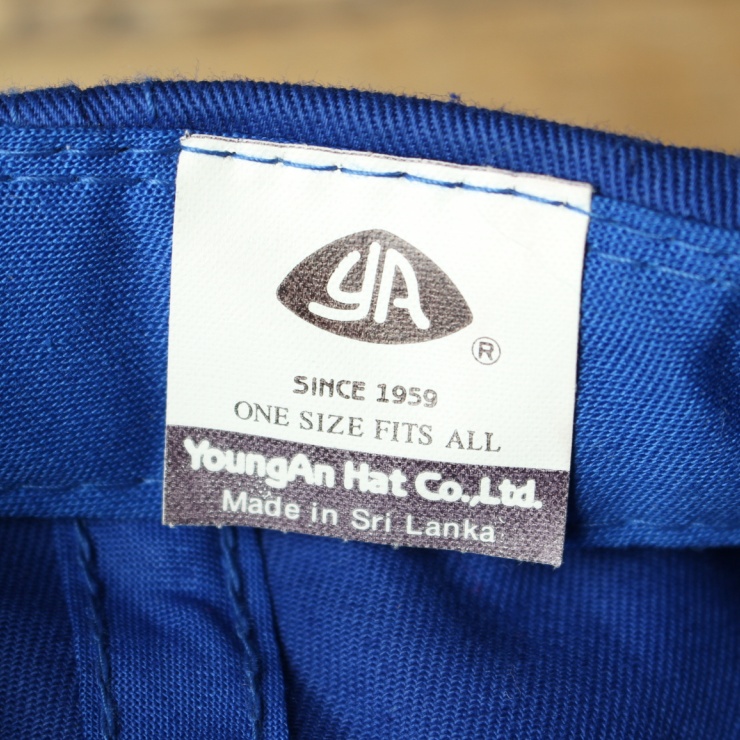 YA
®
SINCE 1959
ONE SIZE FITS ALL
YoungAn Hat Co.,Ltd.
Made in Sri Lanka